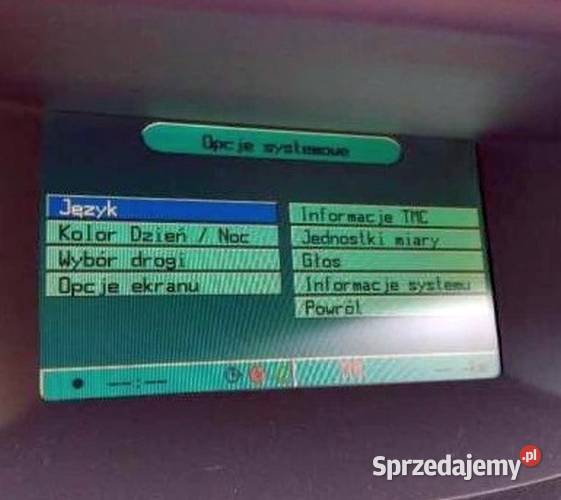 Opcje systemowe
Język
Kolor Dzień / Noc
Wybór drogi
Opcje ekranu
Informacje TMC
Jednostki miary
Głos
Informacje systemu
Powrót
--:--
Sprzedajemy.pl